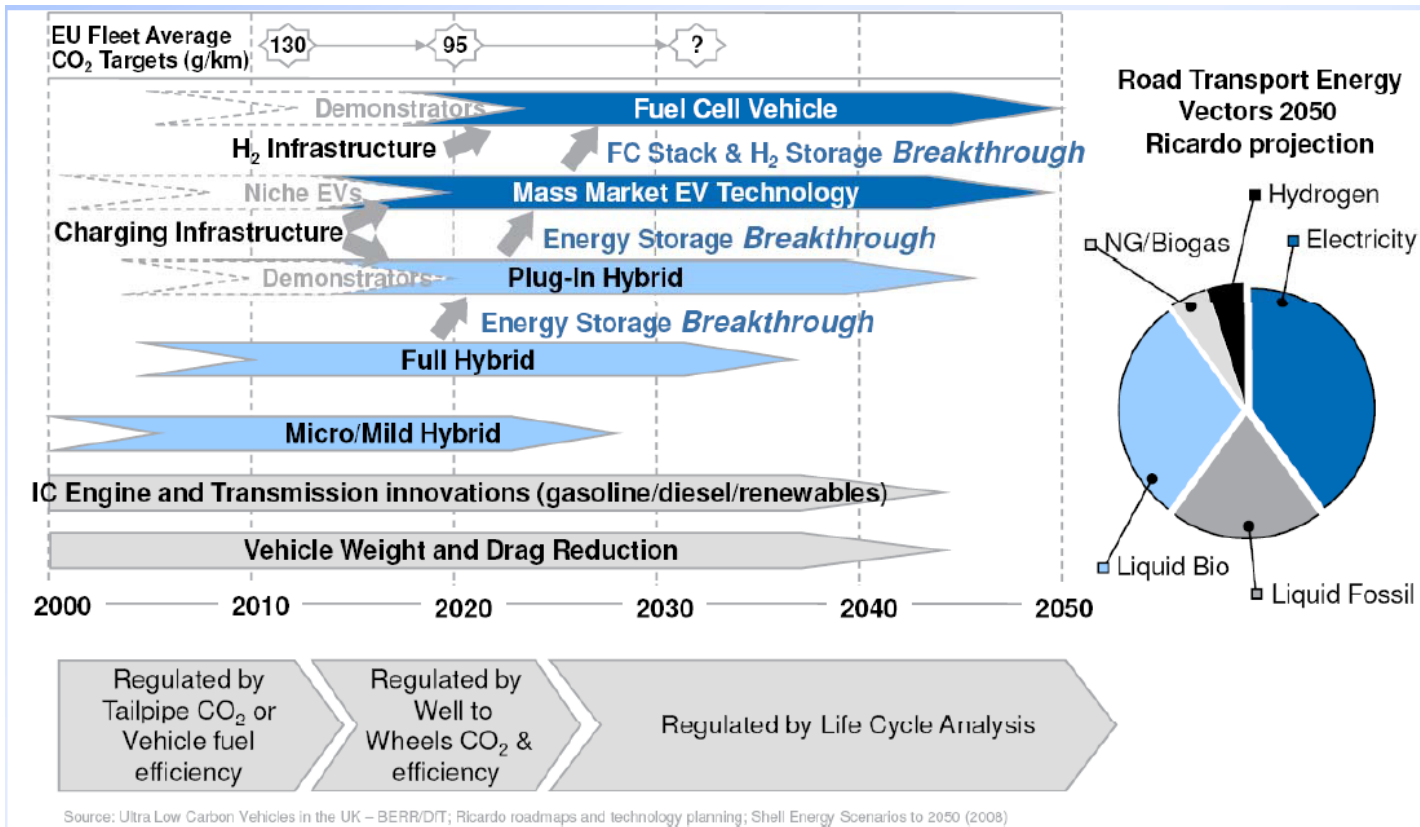 EU Fleet Average
CO₂ Targets (g/km)
130
95
?
Demonstrators
Fuel Cell Vehicle
H₂ Infrastructure
FC Stack & H₂ Storage Breakthrough
Niche EVs
Mass Market EV Technology
Charging Infrastructure
Energy Storage Breakthrough
Demonstrators
Plug-In Hybrid
Energy Storage Breakthrough
Full Hybrid
Micro/Mild Hybrid
IC Engine and Transmission innovations (gasoline/diesel/renewables)
Vehicle Weight and Drag Reduction
2000
2010
2020
2030
2040
2050
Road Transport Energy
Vectors 2050
Ricardo projection
Hydrogen
NG/Biogas
Electricity
Liquid Bio
Liquid Fossil
Regulated by
Tailpipe CO₂ or
Vehicle fuel
efficiency
Regulated by
Well to
Wheels CO₂ &
efficiency
Regulated by Life Cycle Analysis
Source: Ultra Low Carbon Vehicles in the UK – BERR/DfT; Ricardo roadmaps and technology planning; Shell Energy Scenarios to 2050 (2008)